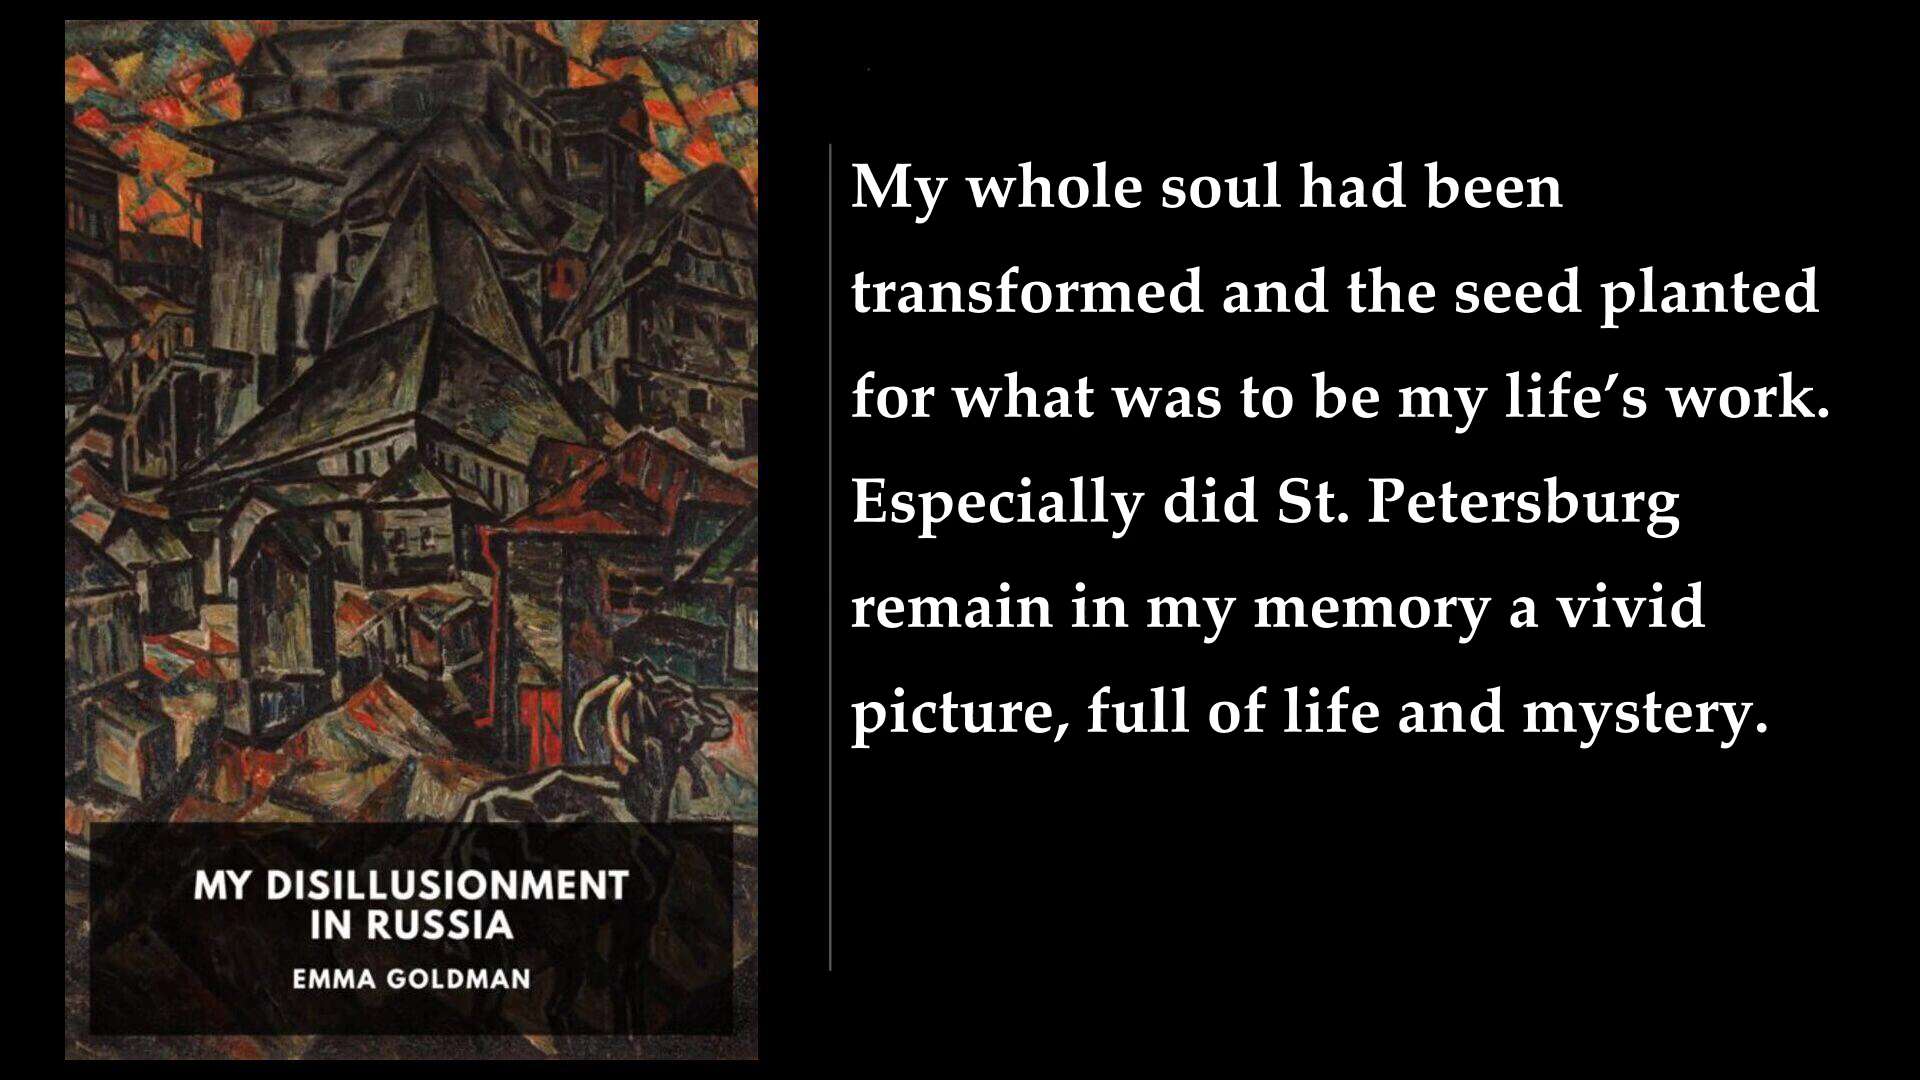 MY DISILLUSIONMENT
IN RUSSIA
EMMA GOLDMAN
My whole soul had been
transformed and the seed planted
for what was to be my life’s work.
Especially did St. Petersburg
remain in my memory a vivid
picture, full of life and mystery.